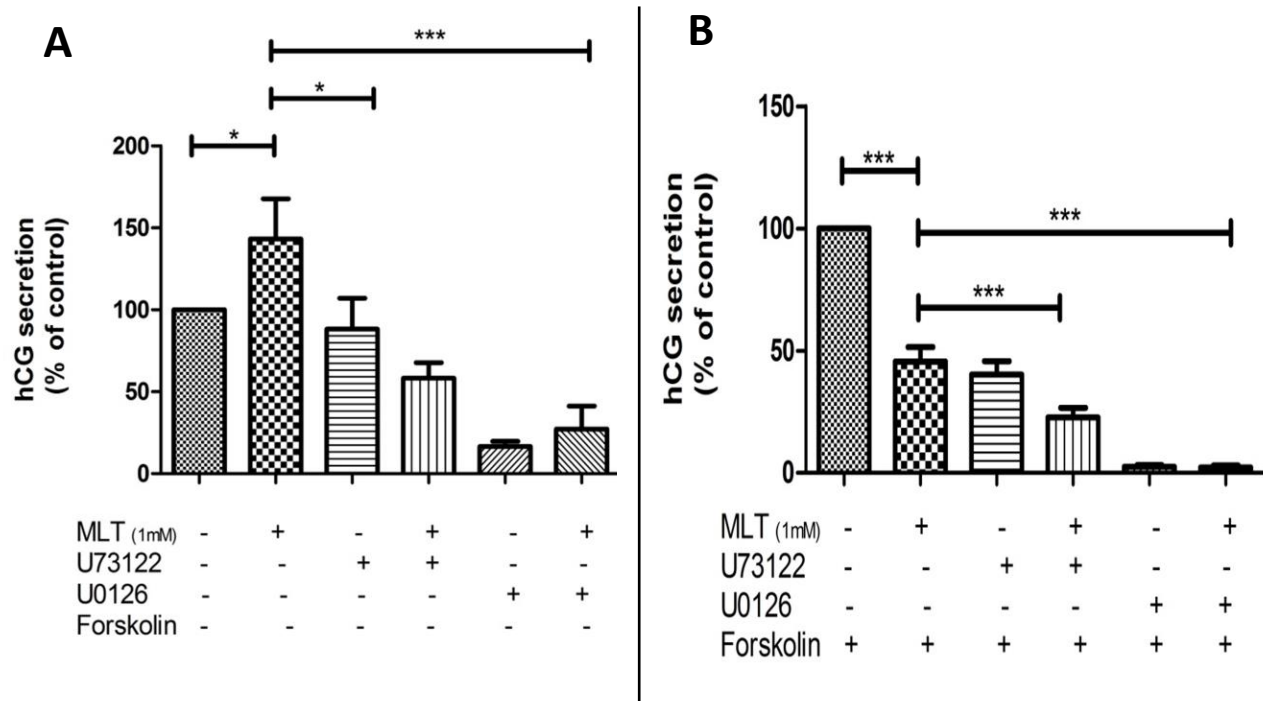 A
***
*
*
200
150
100
50
0
hCG secretion
(% of control)
MLT (1mM) - + - + - +
U73122 - - + + - -
U0126 - - - - + +
Forskolin - - - - - -
B
150
***
***
***
100
50
0
hCG secretion
(% of control)
MLT (1mM) - + - + - +
U73122 - - + + - -
U0126 - - - - + +
Forskolin + + + + + +